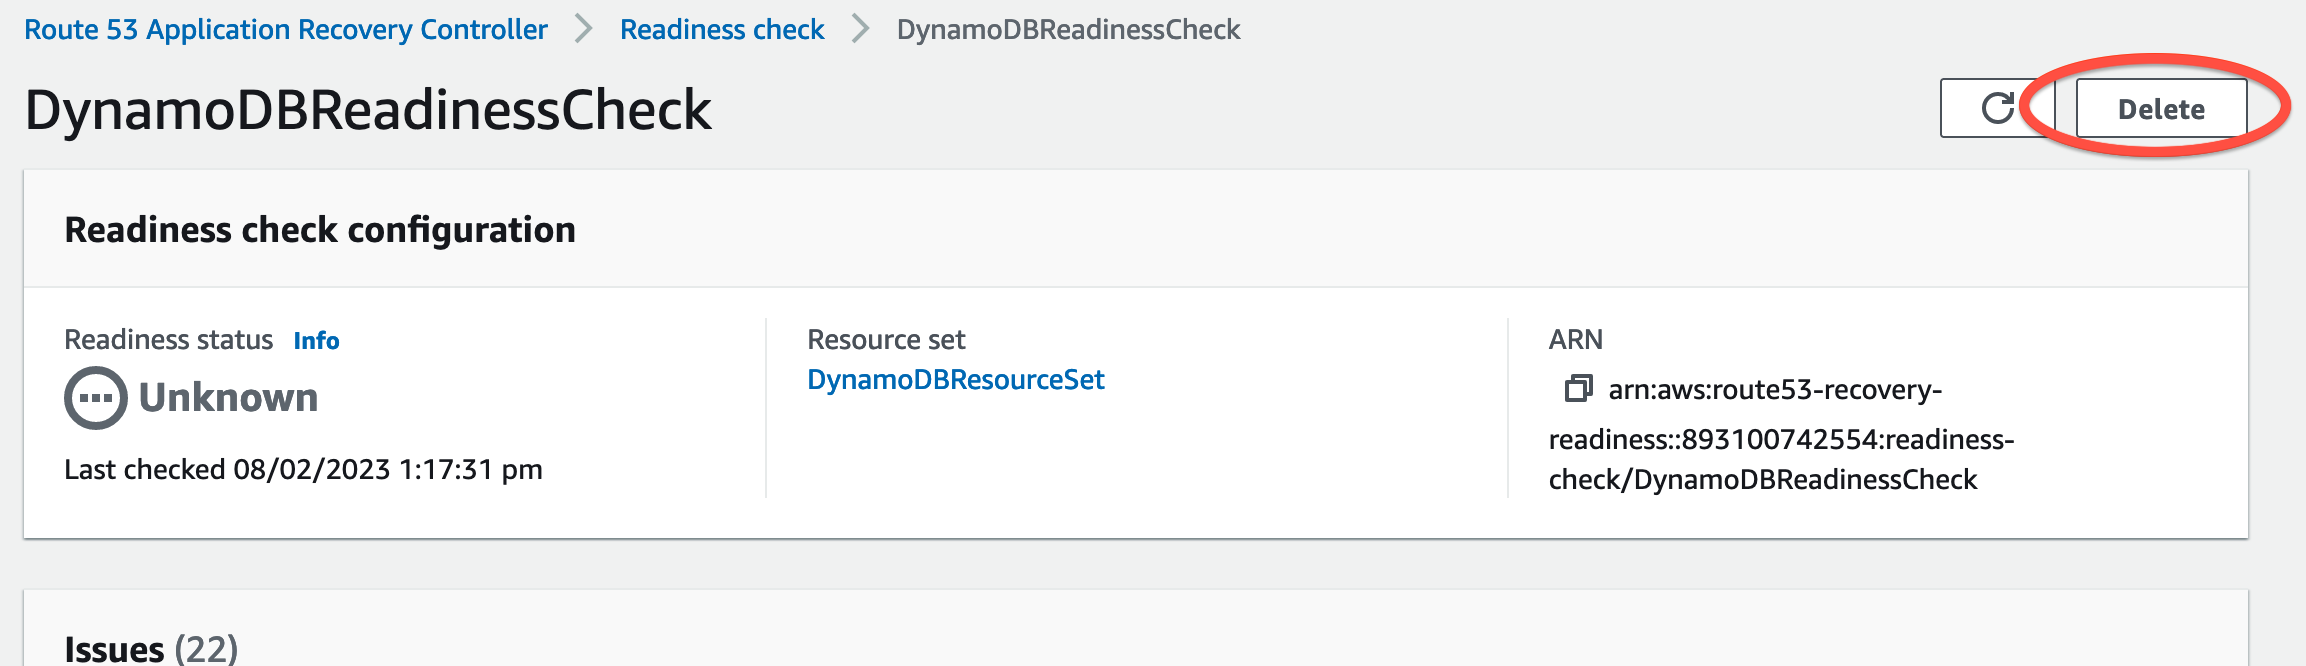 Route 53 Application Recovery Controller > Readiness check > DynamoDBReadinessCheck
DynamoDBReadinessCheck
Delete
Readiness check configuration
Readiness status Info
Unknown
Last checked 08/02/2023 1:17:31 pm
Resource set
DynamoDBResourceSet
ARN
arn:aws:route53-recovery-
readiness::893100742554:readiness-
check/DynamoDBReadinessCheck
Issues (22)